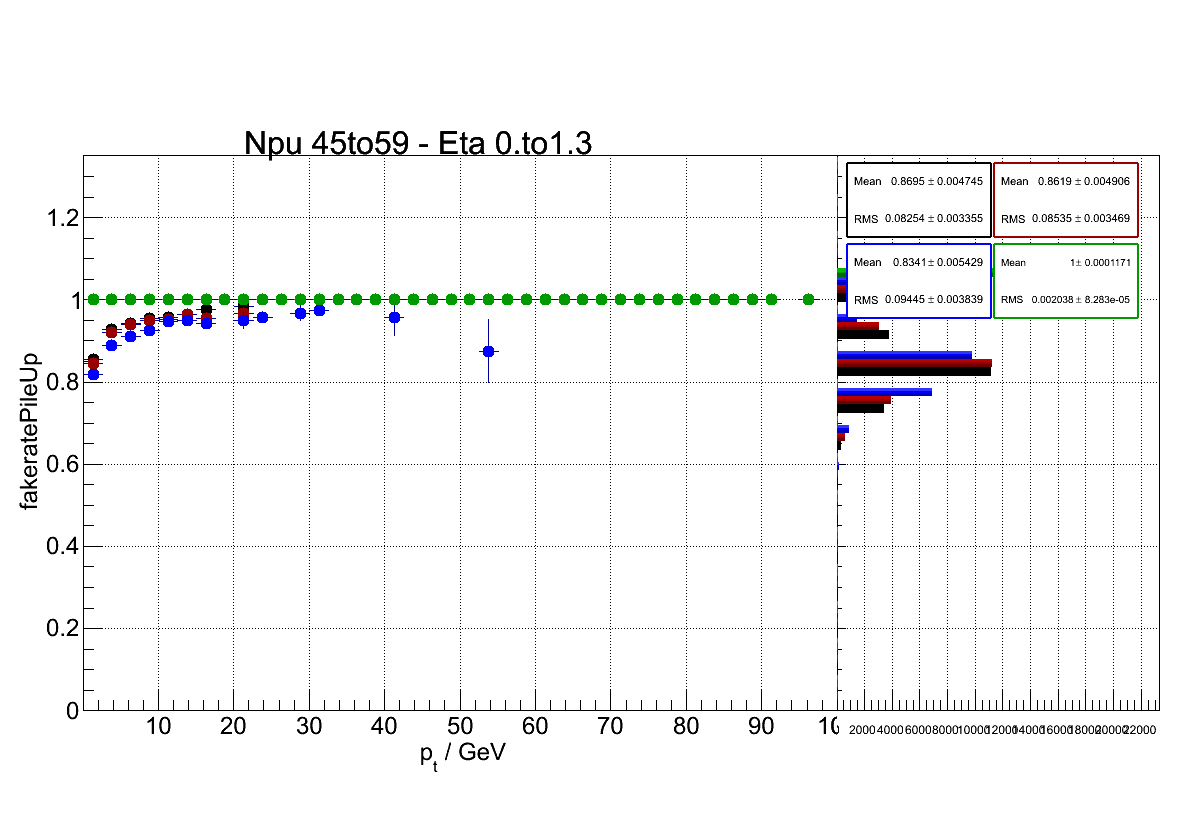 Npu 45to59 - Eta 0.to1.3
Mean 0.8695 ± 0.004745
RMS 0.08254 ± 0.003355
Mean 0.8619 ± 0.004906
RMS 0.08535 ± 0.003469
Mean 0.8341 ± 0.005429
RMS 0.09445 ± 0.003839
Mean 1 ± 0.0001171
RMS 0.002038 ± 8.283e-05
fakeratePileUp
1.2
1
0.8
0.6
0.4
0.2
0
10 20 30 40 50 60 70 80 90 10
2000 4000 6000 8000 10000 12000 14000 16000 18000 20000 22000
pt / GeV